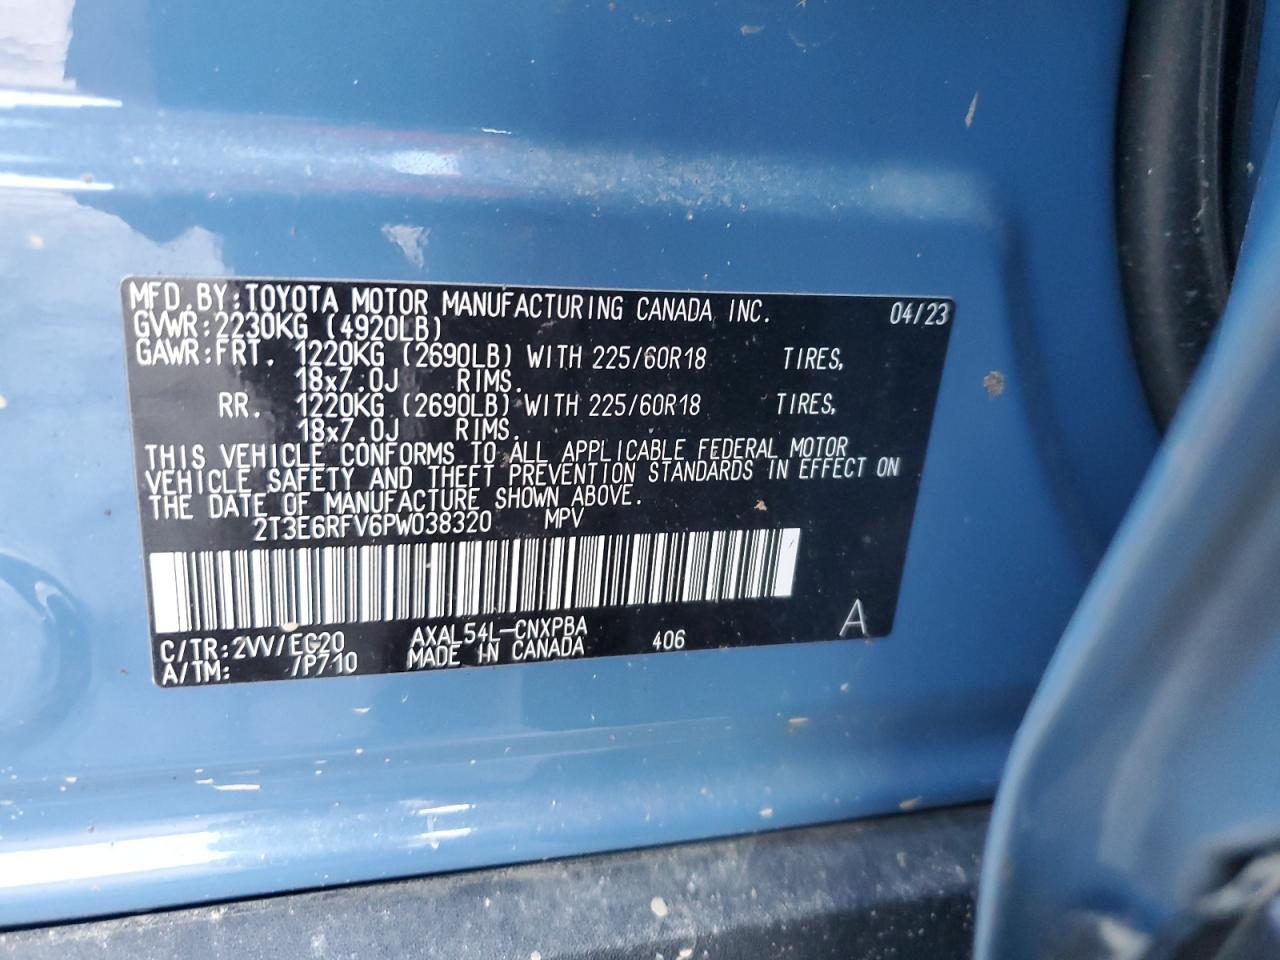 MFD. BY: TOYOTA MOTOR MANUFACTURING CANADA INC. 04/23
GVWR: 2230KG (4920LB)
GAWR: FRT. 1220KG (2690LB) WITH 225/60R18 TIRES,
18x7.0J RIMS.
RR. 1220KG (2690LB) WITH 225/60R18 TIRES,
18x7.0J RIMS.
THIS VEHICLE CONFORMS TO ALL APPLICABLE FEDERAL MOTOR
VEHICLE SAFETY AND THEFT PREVENTION STANDARDS IN EFFECT ON
THE DATE OF MANUFACTURE SHOWN ABOVE.
2T3E6RFV6PW038320 MPV
C/TR: 2VV/EG20 AXAL54L-CNXPBA 406 A
A/TM: /P710 MADE IN CANADA